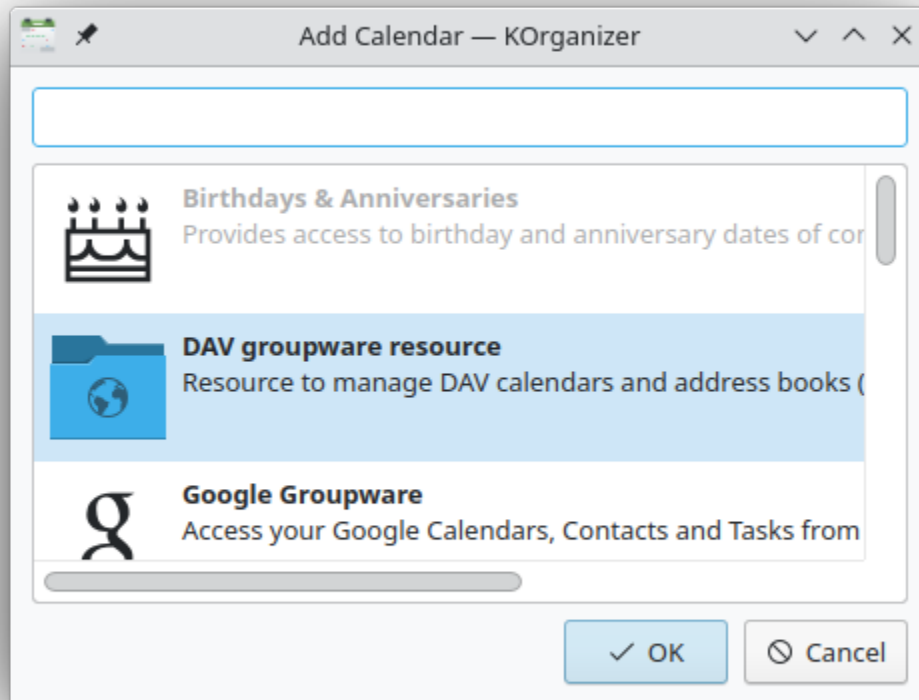 Add Calendar — KOrganizer
Birthdays & Anniversaries
Provides access to birthday and anniversary dates of
DAV groupware resource
Resource to manage DAV calendars and address books (
Google Groupware
Access your Google Calendars, Contacts and Tasks from
OK
Cancel